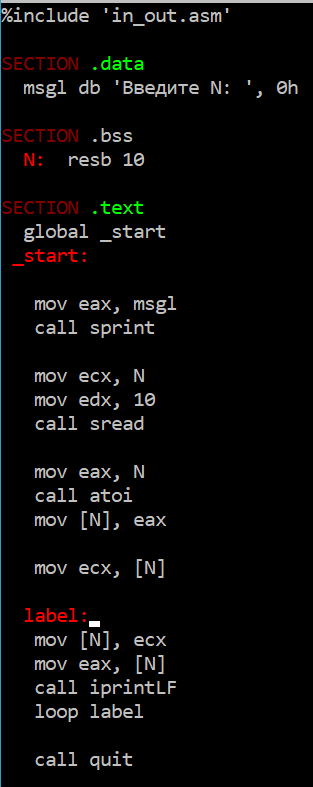 %include 'in_out.asm'
SECTION .data
msgl db 'Введите N: ', 0h
SECTION .bss
N: resb 10
SECTION .text
global _start
_start:
mov eax, msgl
call sprint
mov ecx, N
mov edx, 10
call sread
mov eax, N
call atoi
mov [N], eax
mov ecx, [N]
label:
mov [N], ecx
mov eax, [N]
call iprintLF
loop label
call quit